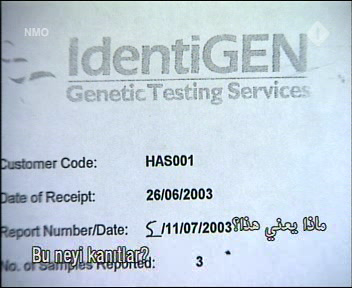 NMO
IdentiGEN
Genetic Testing Services
Customer Code: HAS001
Date of Receipt: 26/06/2003
Report Number/Date: 5/11/07/2003
ماذا يعني هذا؟
Bu neyi kanıtlar?
No. of Samples Reported: 3